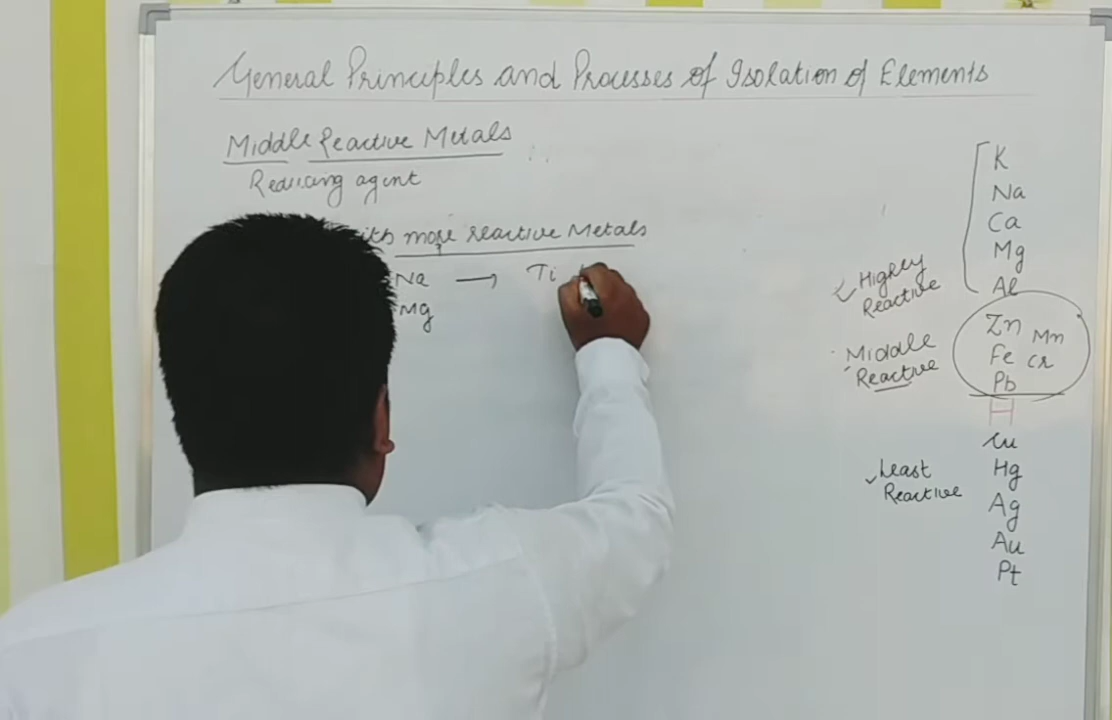 General Principles and Processes of Isolation of Elements
Middle Reactive Metals
Reducing agent
with more reactive Metals
Na → Ti
Mg
K
Na
Ca
Mg
Al
Highly
Reactive
Zn Mn
Fe Cr
Pb
Middle
Reactive
H
Cu
Hg
Ag
Au
Pt
Least
Reactive